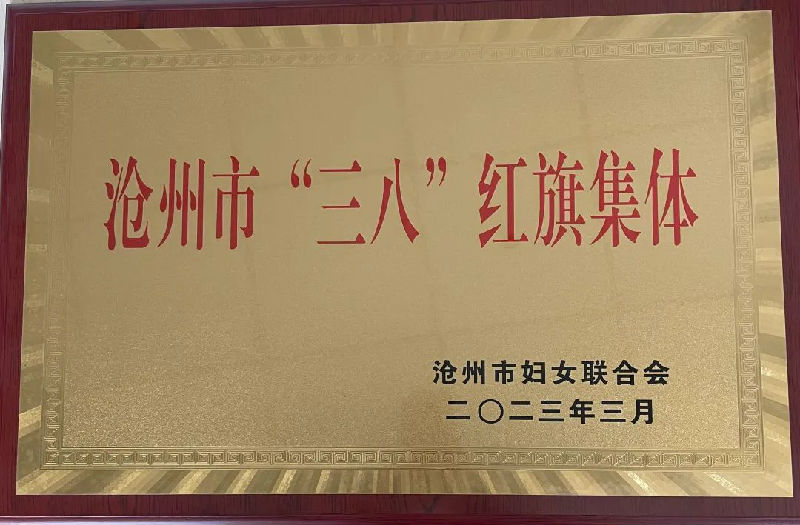 沧州市“三八”红旗集体
沧州市妇女联合会
二〇二三年三月